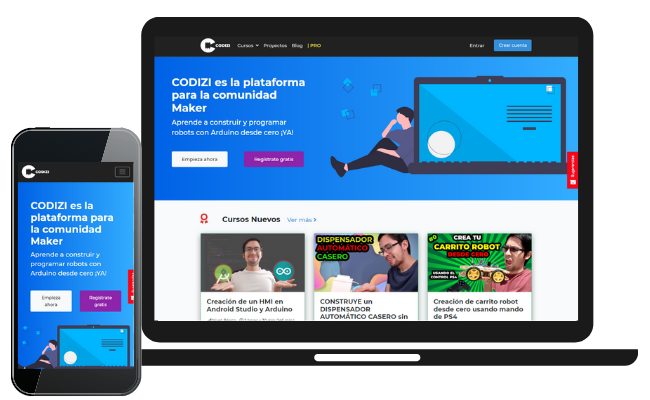 CODIZI Cursos Proyectos Blog | PRO Entrar Crear cuenta
CODIZI es la plataforma
para la comunidad
Maker
Aprende a construir y programar
robots con Arduino desde cero ¡YA!
Empieza ahora Regístrate gratis
Sugerencias
Cursos Nuevos Ver más >
DISPENSADOR
AUTOMÁTICO
CASERO
CREA TU
CARRITO ROBOT
DESDE CERO
USANDO EL
CONTROL PS4
Creación de un HMI en
Android Studio y Arduino
CONSTRUYE un
DISPENSADOR
AUTOMÁTICO CASERO sin
Creación de carrito robot
desde cero usando mando
de PS4
CODIZI
CODIZI es la
plataforma para
la comunidad
Maker
Aprende a construir y
programar robots con
Arduino desde cero ¡YA!
Empieza
ahora
Regístrate
gratis